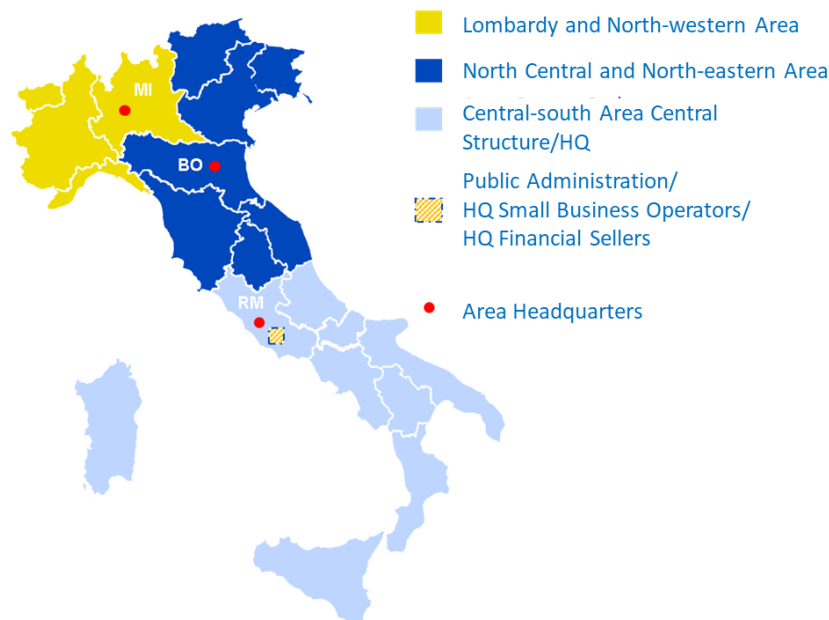 Lombardy and North-western Area
MI
North Central and North-eastern Area
Central-south Area Central
Structure/HQ
BO
Public Administration/
HQ Small Business Operators/
HQ Financial Sellers
RM
Area Headquarters